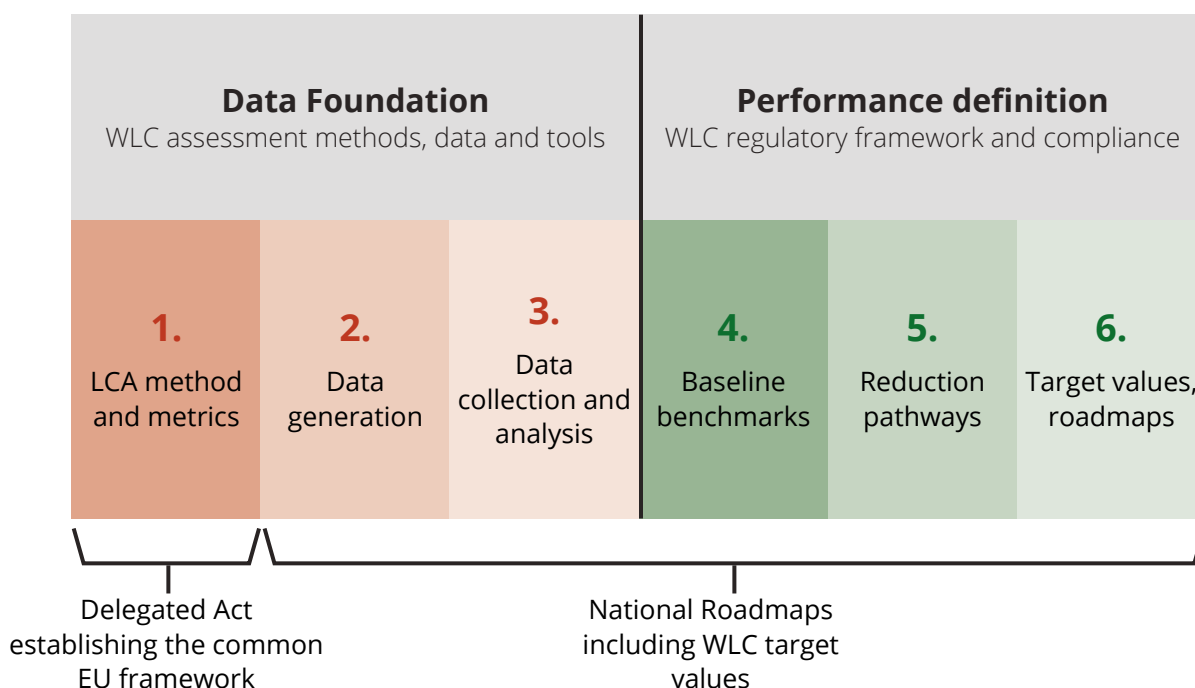 Data Foundation
WLC assessment methods, data and tools
Performance definition
WLC regulatory framework and compliance
1.
LCA method
and metrics
2.
Data
generation
3.
Data
collection and
analysis
4.
Baseline
benchmarks
5.
Reduction
pathways
6.
Target values,
roadmaps
Delegated Act
establishing the common
EU framework
National Roadmaps
including WLC target
values